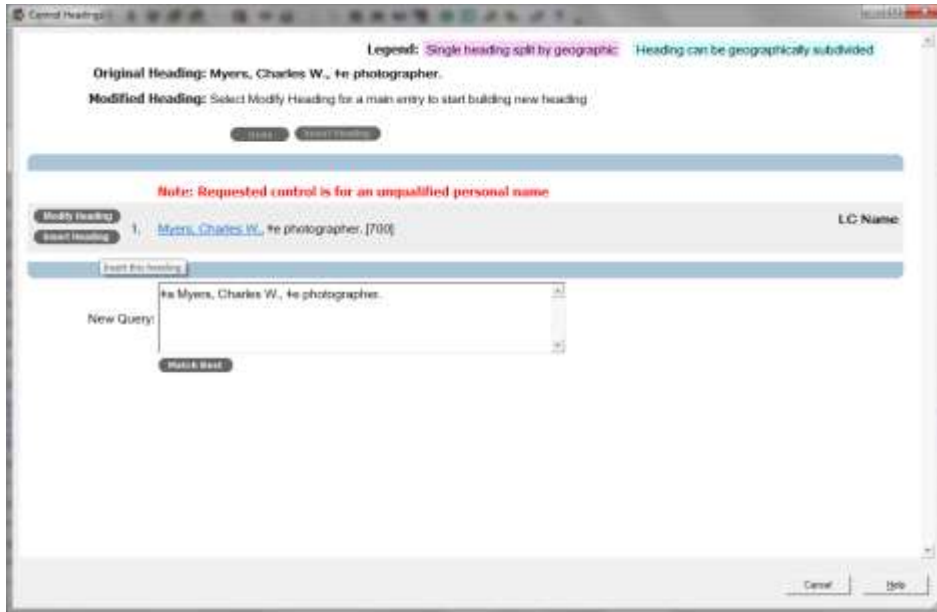 Control Headings
Legend: Single heading split by geographic Heading can be geographically subdivided
Original Heading: Myers, Charles W., ‡e photographer.
Modified Heading: Select Modify Heading for a main entry to start building new heading
Insert Heading
Note: Requested control is for an unqualified personal name
Modify Heading
Insert Heading
1. Myers, Charles W., ‡e photographer. [700]
LC Name
Insert this heading
New Query:
‡a Myers, Charles W., ‡e photographer.
Match Next
Cancel
Help